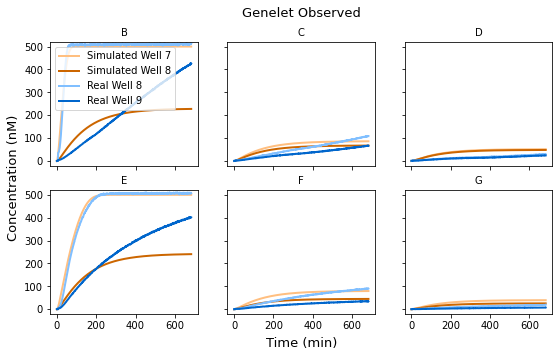 Genelet Observed
B
C
D
500
400
300
200
100
0
Simulated Well 7
Simulated Well 8
Real Well 8
Real Well 9
Concentration (nM)
E
F
G
500
400
300
200
100
0
0 200 400 600
0 200 400 600
0 200 400 600
Time (min)